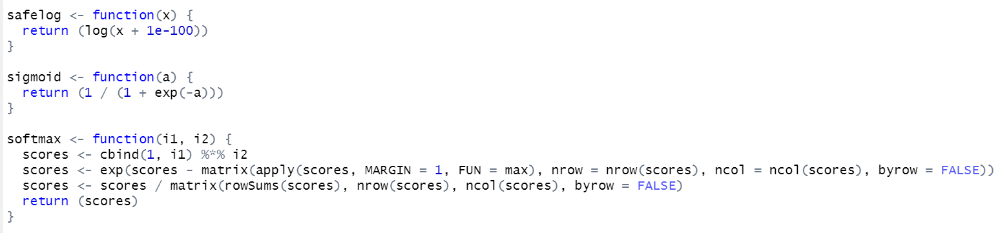 safelog <- function(x) {
  return (log(x + 1e-100))
}

sigmoid <- function(a) {
  return (1 / (1 + exp(-a)))
}

softmax <- function(i1, i2) {
  scores <- cbind(1, i1) %*% i2
  scores <- exp(scores - matrix(apply(scores, MARGIN = 1, FUN = max), nrow = nrow(scores), ncol = ncol(scores), byrow = FALSE))
  scores <- scores / matrix(rowSums(scores), nrow(scores), ncol(scores), byrow = FALSE)
  return (scores)
}